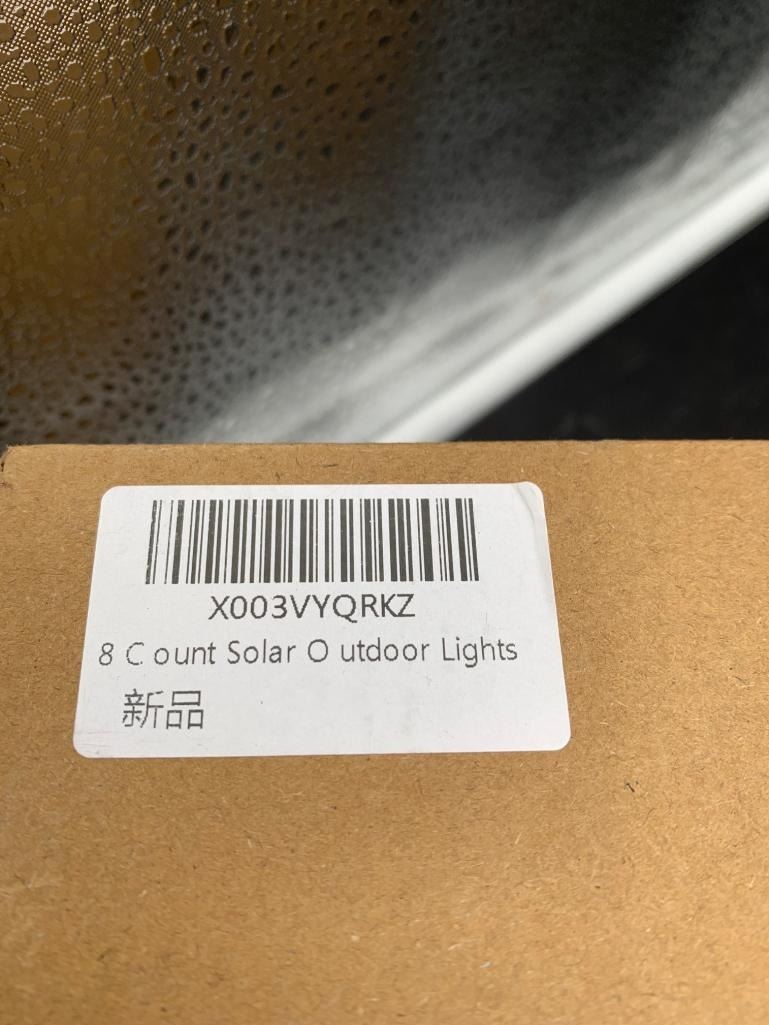 X003VYQRKZ
8 C ount Solar O utdoor Lights
新品